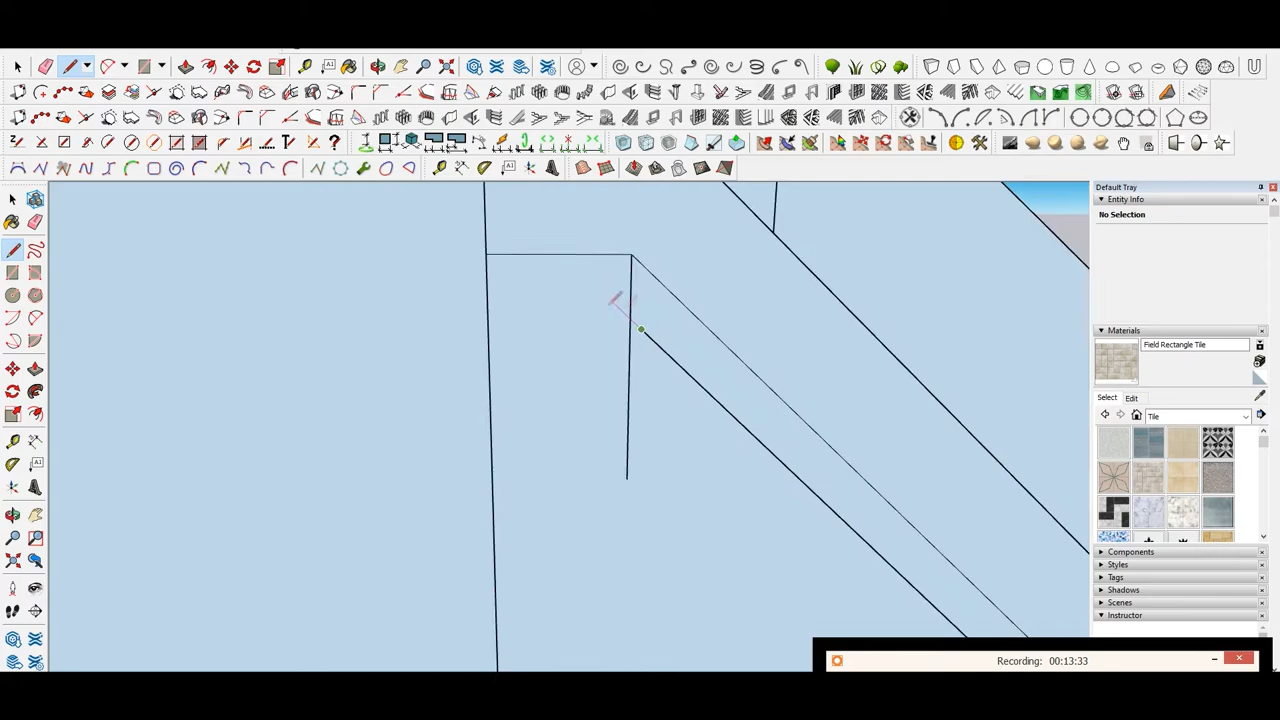 Default Tray
Entity Info
No Selection
Materials
Field Rectangle Tile
Select Edit
Tile
Components
Styles
Tags
Shadows
Scenes
Instructor
Recording: 00:13:33